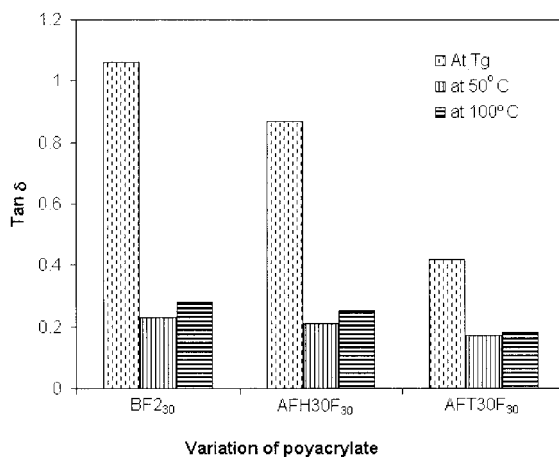 1.2
1
0.8
0.6
0.4
0.2
0
Tan δ
At Tg
at 50° C
at 100° C
BF2₃₀ AFH30F₃₀ AFT30F₃₀
Variation of poyacrylate